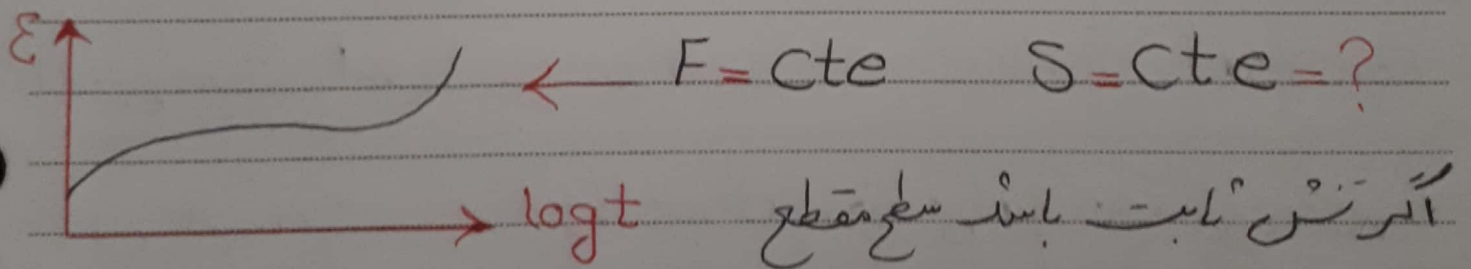 ε
F = cte S = cte = ?
log t
اگر تنش ثابت باشد سطح مقطع